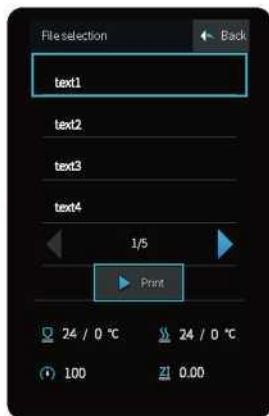 File selection
Back
text1
text2
text3
text4
1/5
Print
24 / 0 °C
24 / 0 °C
100
Z 0.00